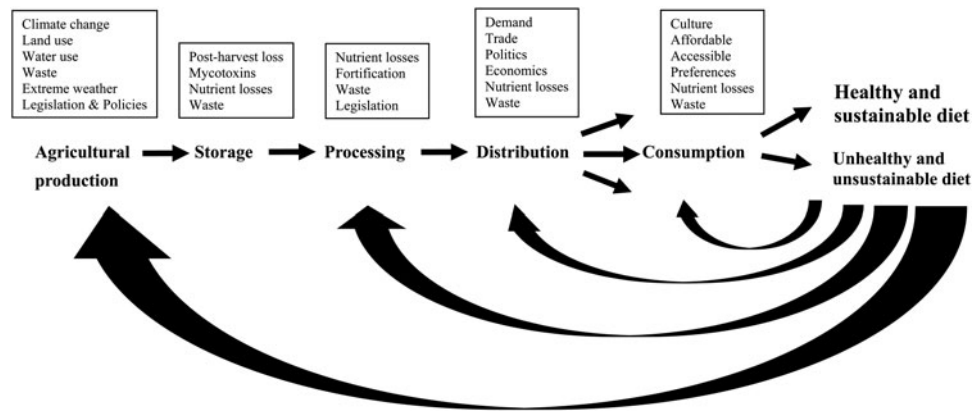 Climate change
Land use
Water use
Waste
Extreme weather
Legislation & Policies
Post-harvest loss
Mycotoxins
Nutrient losses
Waste
Nutrient losses
Fortification
Waste
Legislation
Demand
Trade
Politics
Economics
Nutrient losses
Waste
Culture
Affordable
Accessible
Preferences
Nutrient losses
Waste
Agricultural
production
Storage
Processing
Distribution
Consumption
Healthy and
sustainable diet
Unhealthy and
unsustainable diet